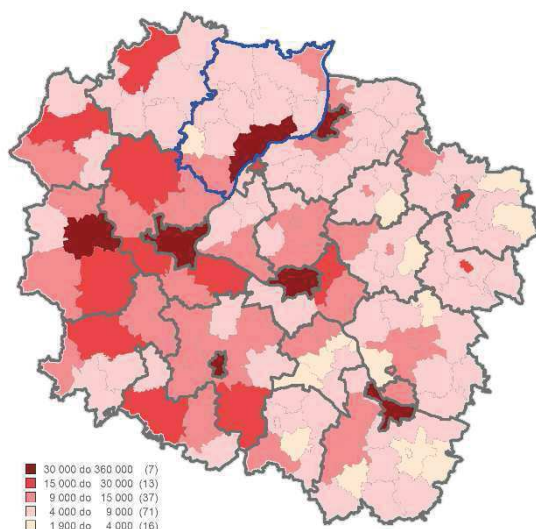 30 000 do 360 000 (7)
15 000 do 30 000 (13)
9 000 do 15 000 (37)
4 000 do 9 000 (71)
1 900 do 4 000 (16)